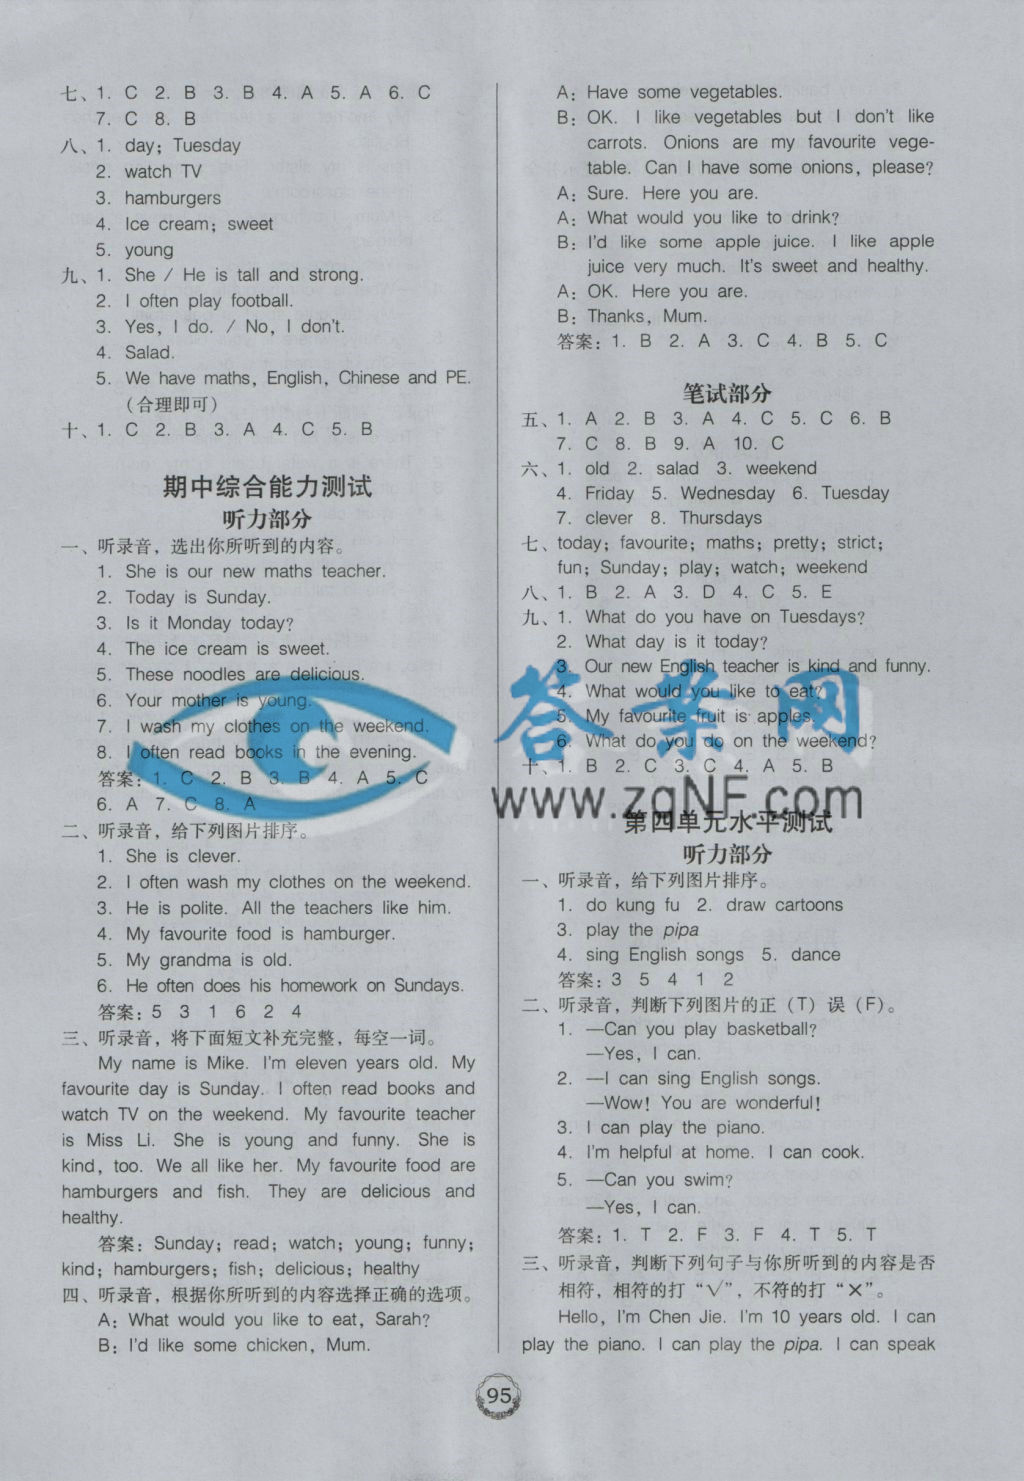 七、1. C 2. B 3. B 4. A 5. A 6. C
7. C 8. B
八、1. day; Tuesday
2. watch TV
3. hamburgers
4. Ice cream; sweet
5. young
九、1. She / He is tall and strong.
2. I often play football.
3. Yes, I do. / No, I don't.
4. Salad.
5. We have maths, English, Chinese and PE.
(合理即可)
十、1. C 2. B 3. A 4. C 5. B
期中综合能力测试
听力部分
一、听录音，选出你所听到的内容。
1. She is our new maths teacher.
2. Today is Sunday.
3. Is it Monday today?
4. The ice cream is sweet.
5. These noodles are delicious.
6. Your mother is young.
7. I wash my clothes on the weekend.
8. I often read books in the evening.
答案: 1. C 2. B 3. B 4. A 5. C
6. A 7. C 8. A
二、听录音，给下列图片排序。
1. She is clever.
2. I often wash my clothes on the weekend.
3. He is polite. All the teachers like him.
4. My favourite food is hamburger.
5. My grandma is old.
6. He often does his homework on Sundays.
答案: 5 3 1 6 2 4
三、听录音，将下面短文补充完整，每空一词。
My name is Mike. I'm eleven years old. My
favourite day is Sunday. I often read books and
watch TV on the weekend. My favourite teacher
is Miss Li. She is young and funny. She is
kind, too. We all like her. My favourite food are
hamburgers and fish. They are delicious and
healthy.
答案: Sunday; read; watch; young; funny;
kind; hamburgers; fish; delicious; healthy
四、听录音，根据你所听到的内容选择正确的选项。
A: What would you like to eat, Sarah?
B: I'd like some chicken, Mum.
A: Have some vegetables.
B: OK. I like vegetables but I don't like
carrots. Onions are my favourite vege-
table. Can I have some onions, please?
A: Sure. Here you are.
A: What would you like to drink?
B: I'd like some apple juice. I like apple
juice very much. It's sweet and healthy.
A: OK. Here you are.
B: Thanks, Mum.
答案: 1. B 2. A 3. C 4. B 5. C
笔试部分
五、1. A 2. B 3. A 4. C 5. C 6. B
7. C 8. B 9. A 10. C
六、1. old 2. salad 3. weekend
4. Friday 5. Wednesday 6. Tuesday
7. clever 8. Thursdays
七、today; favourite; maths; pretty; strict;
fun; Sunday; play; watch; weekend
八、1. B 2. A 3. D 4. C 5. E
九、1. What do you have on Tuesdays?
2. What day is it today?
3. Our new English teacher is kind and funny.
4. What would you like to eat?
5. My favourite fruit is apples.
6. What do you do on the weekend?
十、1. B 2. C 3. C 4. A 5. B
第四单元水平测试
听力部分
一、听录音，给下列图片排序。
1. do kung fu 2. draw cartoons
3. play the pipa
4. sing English songs 5. dance
答案: 3 5 4 1 2
二、听录音，判断下列图片的正（T）误（F）。
1. —Can you play basketball?
—Yes, I can.
2. —I can sing English songs.
—Wow! You are wonderful!
3. I can play the piano.
4. I'm helpful at home. I can cook.
5. —Can you swim?
—Yes, I can.
答案: 1. T 2. F 3. F 4. T 5. T
三、听录音，判断下列句子与你所听到的内容是否
相符，相符的打“√”，不符的打“×”。
Hello, I'm Chen Jie. I'm 10 years old. I can
play the piano. I can play the pipa. I can speak
95
答案网
www.zqNF.com